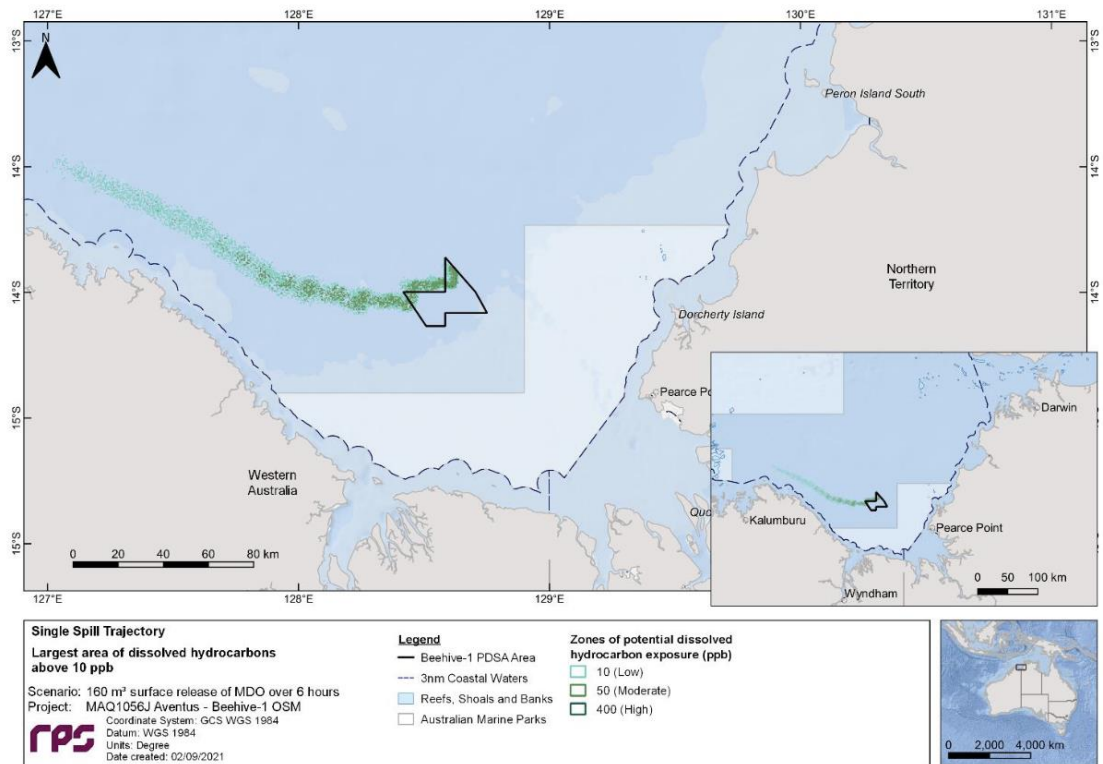 127°E 128°E 129°E 130°E 131°E
13°S 13°S
N
Peron Island South
14°S 14°S
Northern
Territory
14°S 14°S
Dorcherty Island
15°S
Pearce Po
Western
Australia
Quo
15°S
0 20 40 60 80 km
127°E 128°E 129°E
Darwin
Kalumburu
Pearce Point
Wyndham
0 50 100 km
Single Spill Trajectory
Largest area of dissolved hydrocarbons
above 10 ppb
Scenario: 160 m³ surface release of MDO over 6 hours
Project: MAQ1056J Aventus - Beehive-1 OSM
rps
Coordinate System: GCS WGS 1984
Datum: WGS 1984
Units: Degree
Date created: 02/09/2021
Legend
Beehive-1 PDSA Area
3nm Coastal Waters
Reefs, Shoals and Banks
Australian Marine Parks
Zones of potential dissolved
hydrocarbon exposure (ppb)
10 (Low)
50 (Moderate)
400 (High)
0 2,000 4,000 km